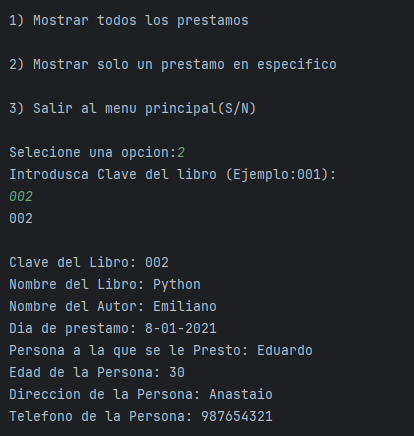 1) Mostrar todos los prestamos
2) Mostrar solo un prestamo en especifico
3) Salir al menu principal(S/N)
Selecione una opcion:2
Introdusca Clave del libro (Ejemplo:001):
002
002
Clave del Libro: 002
Nombre del Libro: Python
Nombre del Autor: Emiliano
Dia de prestamo: 8-01-2021
Persona a la que se le Presto: Eduardo
Edad de la Persona: 30
Direccion de la Persona: Anastaio
Telefono de la Persona: 987654321